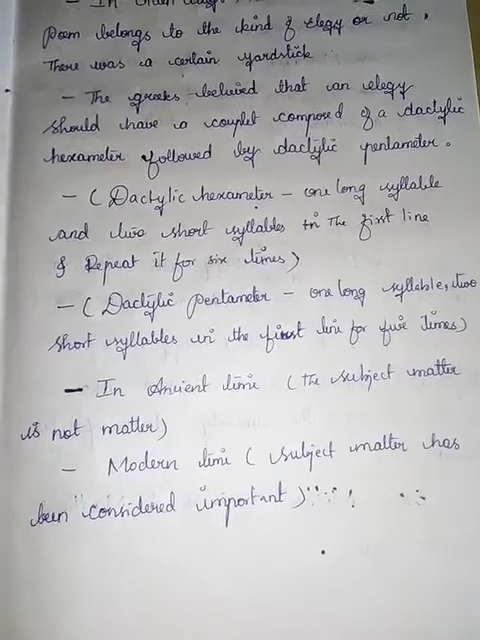 - In olden days
Poem belongs to the kind of elegy or not.
There was a certain yardstick
- The greeks believed that an elegy
should have a couplet composed of a dactylic
hexameter followed by dactylic pentameter.
- (Dactylic hexameter - one long syllable
and two short syllables in the first line
& Repeat it for six times)
- (Dactylic Pentameter - one long syllable, two
short syllables in the first line for five times)
- In Ancient time (the subject matter
is not matter)
- Modern time (subject matter has
been considered important)